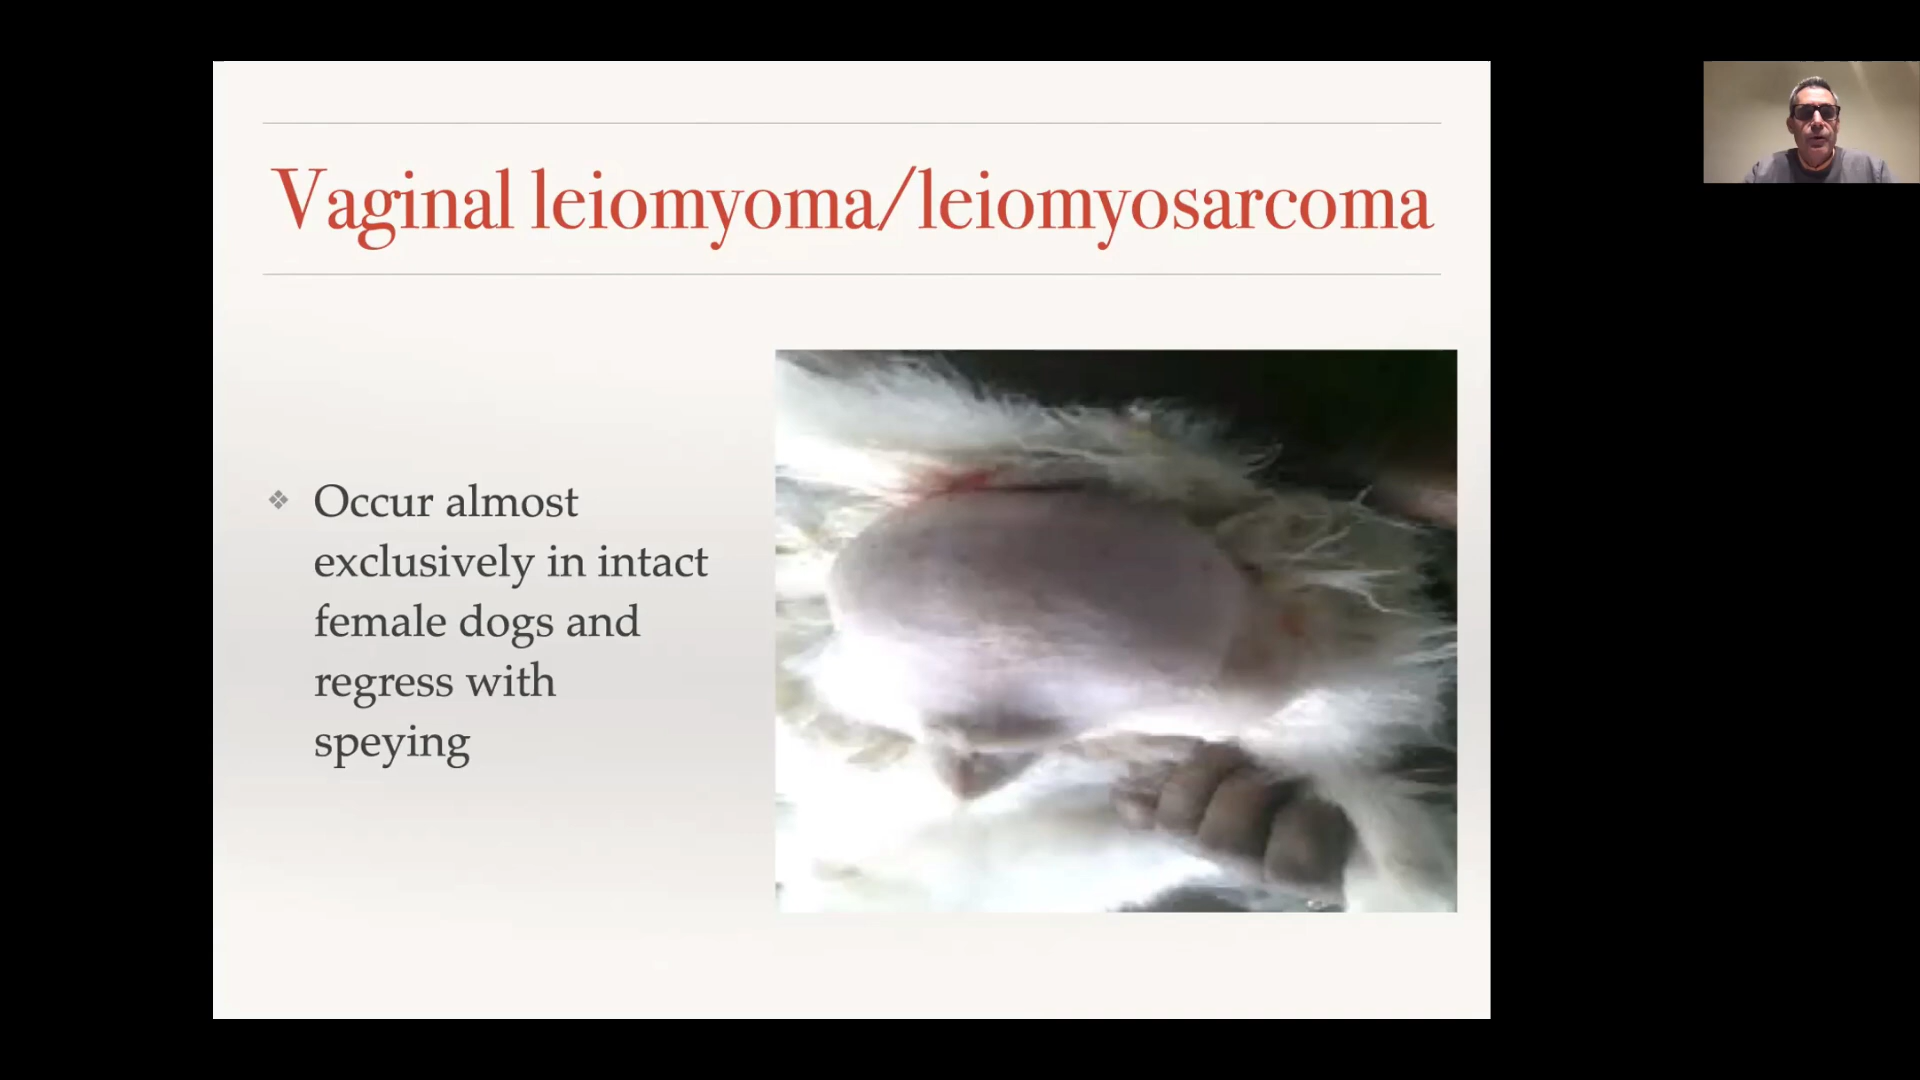 Vaginal leiomyoma/leiomyosarcoma
Occur almost
exclusively in intact
female dogs and
regress with
speying